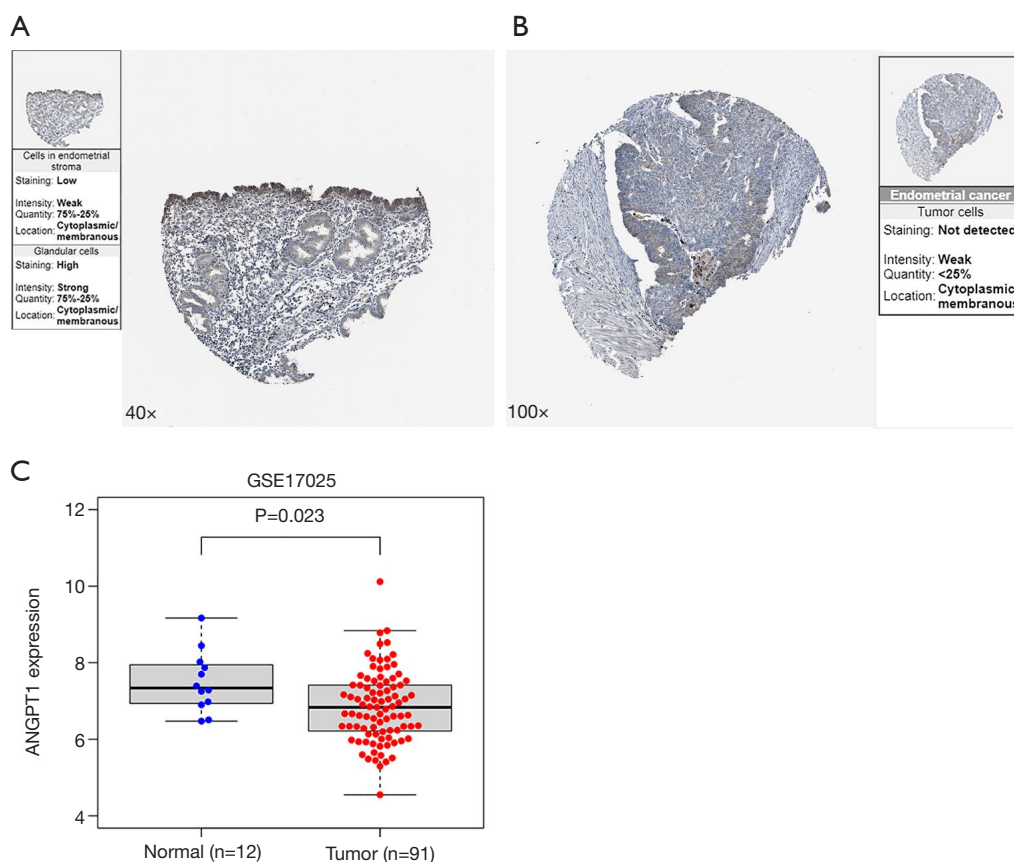 A
Cells in endometrial
stroma
Staining: Low
Intensity: Weak
Quantity: 75%-25%
Location: Cytoplasmic/
membranous
Glandular cells
Staining: High
Intensity: Strong
Quantity: 75%-25%
Location: Cytoplasmic/
membranous
40×
B
100×
Endometrial cancer
Tumor cells
Staining: Not detected
Intensity: Weak
Quantity: <25%
Location: Cytoplasmic/
membranous
C
GSE17025
P=0.023
12
10
8
6
4
ANGPT1 expression
Normal (n=12)
Tumor (n=91)